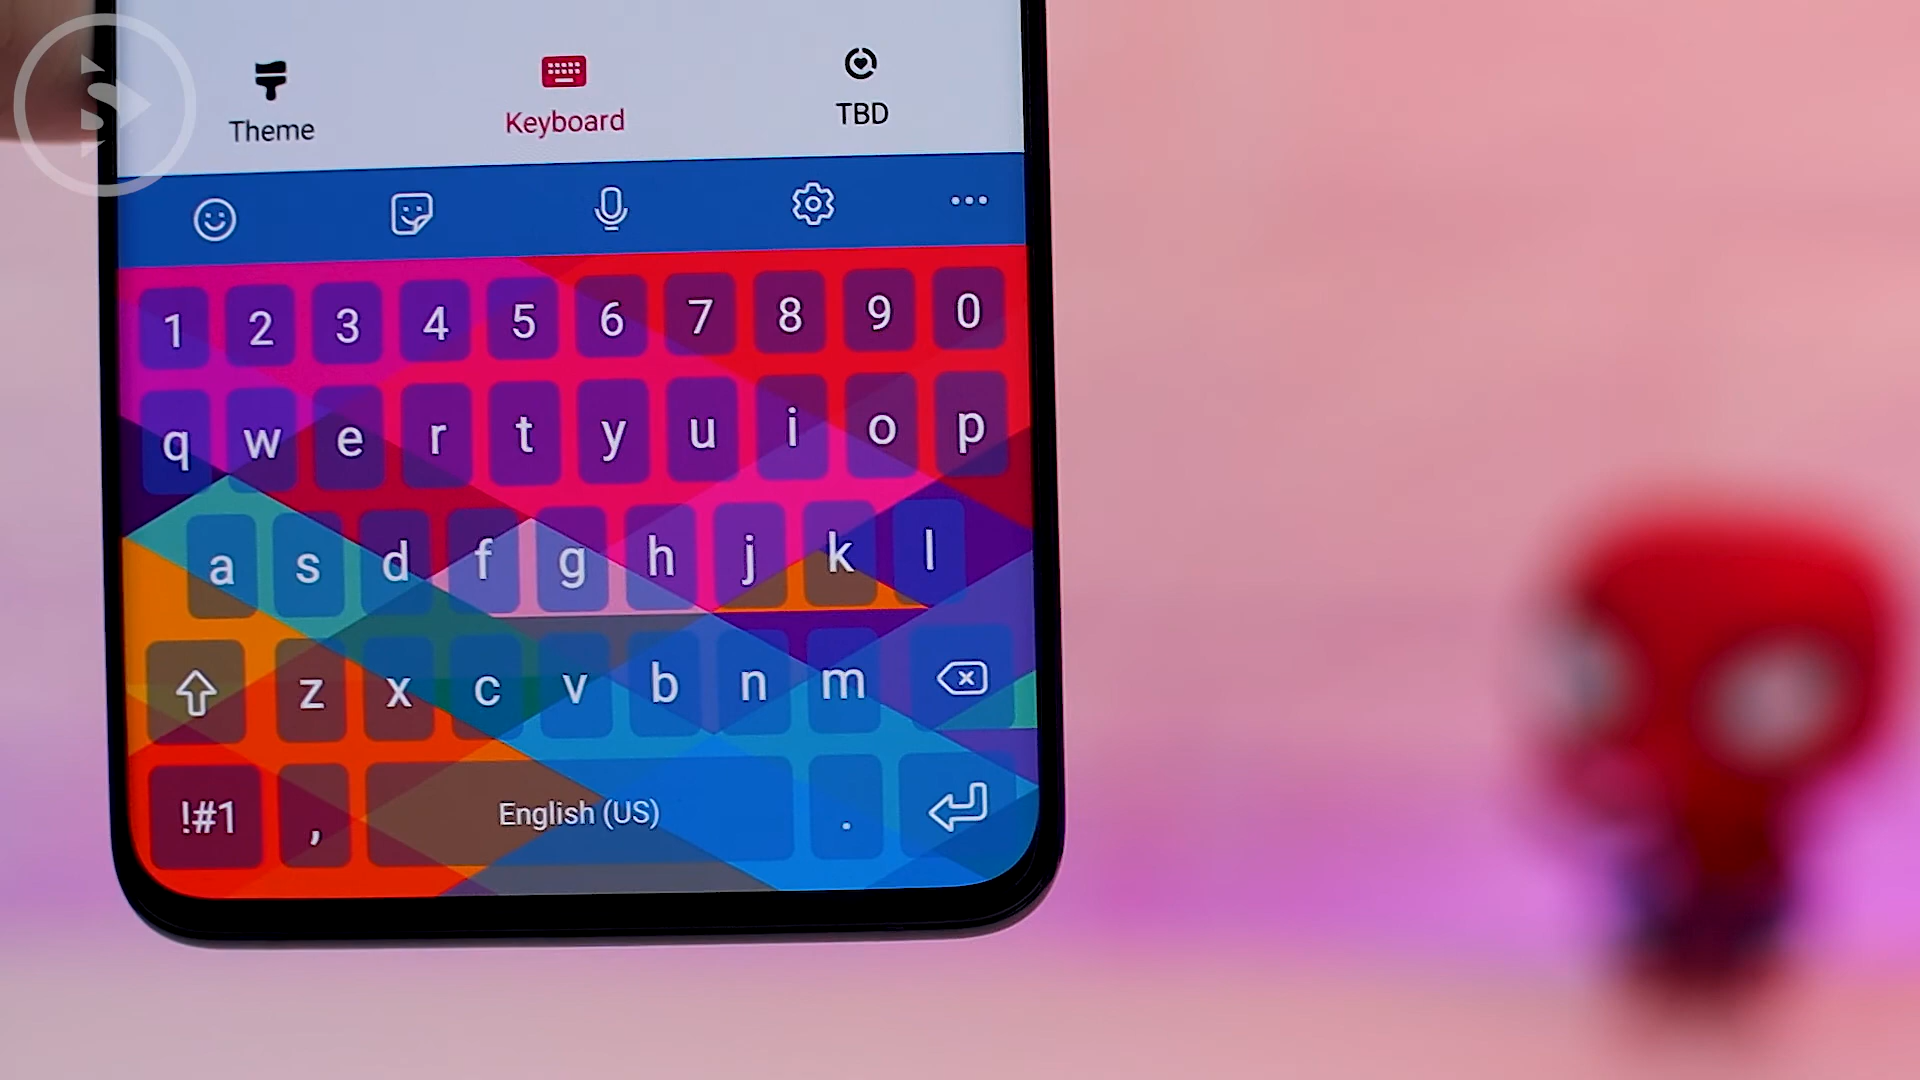 Theme Keyboard TBD
1 2 3 4 5 6 7 8 9 0
q w e r t y u i o p
a s d f g h j k l
z x c v b n m
!#1 , English (US) .